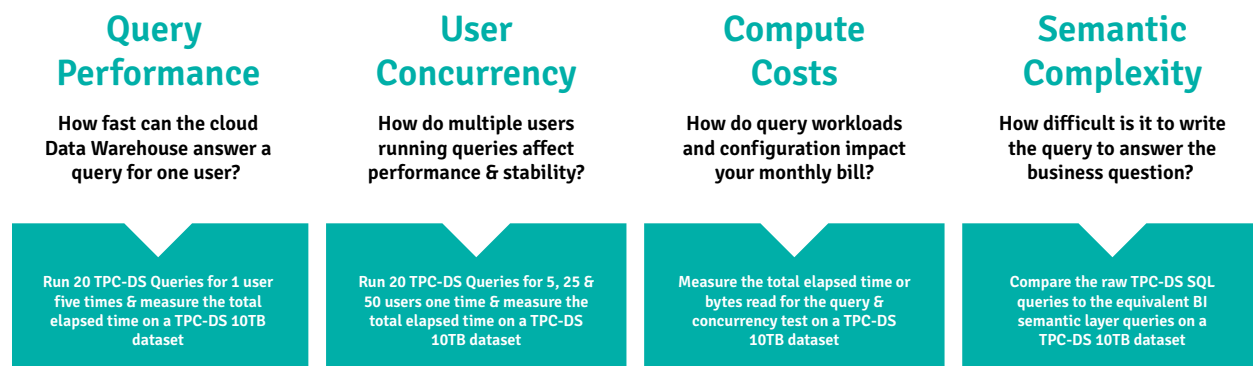 Query
Performance
How fast can the cloud
Data Warehouse answer a
query for one user?
Run 20 TPC-DS Queries for 1 user
five times & measure the total
elapsed time on a TPC-DS 10TB
dataset
User
Concurrency
How do multiple users
running queries affect
performance & stability?
Run 20 TPC-DS Queries for 5, 25 &
50 users one time & measure the
total elapsed time on a TPC-DS
10TB dataset
Compute
Costs
How do query workloads
and configuration impact
your monthly bill?
Measure the total elapsed time or
bytes read for the query &
concurrency test on a TPC-DS
10TB dataset
Semantic
Complexity
How difficult is it to write
the query to answer the
business question?
Compare the raw TPC-DS SQL
queries to the equivalent BI
semantic layer queries on a
TPC-DS 10TB dataset